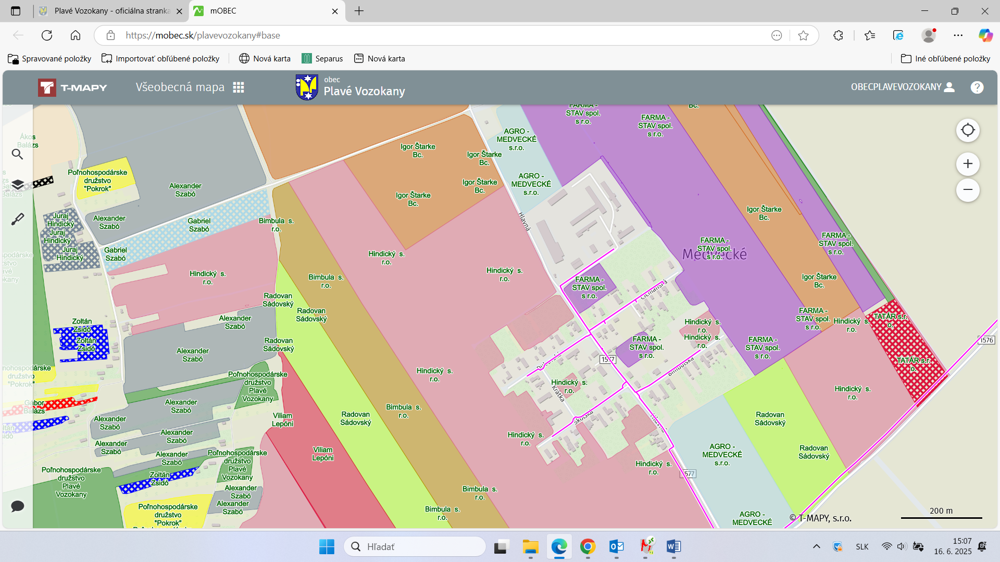 Plavé Vozokany - oficiálna stranka
mOBEC
https://mobec.sk/plavevozokany#base
Spravované položky
Importovať obľúbené položky
Nová karta
Separus
Nová karta
Iné obľúbené položky
T-MAPY
Všeobecná mapa
obec
Plavé Vozokany
OBECPLAVEVOZOKANY
?
FARMA -
STAV spol.
s r.o.
FARMA -
STAV spol.
s r.o.
Bc.
Ákos
Balázs
AGRO -
MEDVECKÉ
s.r.o.
Igor Štarke
Bc.
Igor Štarke
Bc.
Poľnohospodárske
družstvo
"Pokrok"
Alexander
Szabó
AGRO -
MEDVECKÉ
s.r.o.
Igor Štarke
Bc.
Igor Štarke
Bc.
Balázs
Igor Štarke
Bc.
Juraj
Hindický
Juraj
Hindický
Juraj
Hindický
Alexander
Szabó
Gabriel
Szabó
Bimbula s.
r.o.
Hlavná
FARMA -
STAV spol.
s r.o.
FARMA -
STAV spol.
s r.o.
Medvecké
Gabriel
Szabó
Hindický s.
r.o.
Hindický s.
r.o.
Hindický s.
r.o.
Bimbula s.
r.o.
FARMA -
STAV spol.
s r.o.
Čičmanská
Igor Štarke
Bc.
Radovan
Sádovský
Radovan
Sádovský
FARMA -
STAV spol.
s r.o.
Hindický s.
r.o.
TATÁR s.r.
o.
Zoltán
Zsidó
Zoltán
Zsidó
Alexander
Szabó
Hindický s.
r.o.
Hindický s.
r.o.
Radovan
Sádovský
FARMA -
STAV spol.
s r.o.
FARMA -
STAV spol.
s r.o.
1576
Alexander
Szabó
1577
TATÁR s.r.
o.
Bimbulská
Poľnohospodárske
družstvo
Plavé
Vozokany
Hindický s.
r.o.
Hindický s.
r.o.
Krátka
Hindický s.
r.o.
družstvo
"Pokrok"
Gábor
Balázs
Alexander
Szabó
Bimbula s.
r.o.
Viliam
Lepóni
Radovan
Sádovský
Školská
Radovan
Sádovský
Alexander
Szabó
Alexander
Szabó
Hindický s.
r.o.
Alexander
Szabó
Viliam
Lepóni
Alexander
Szabó
Poľnohospodárske
družstvo
Plavé
Vozokany
AGRO -
MEDVECKÉ
s.r.o.
Radovan
Sádovský
Hindický s.
r.o.
Poľnohospodárske
družstvo
Plavé
Vozokany
Zoltán
Zsidó
577
Alexander
Szabó
Alexander
Szabó
Bimbula s.
r.o.
Bimbula s.
r.o.
Poľnohospodárske
družstvo
"Pokrok"
AGRO -
MEDVECKÉ
© T-MAPY, s.r.o.
200 m
Hľadať
SLK
15:07
16. 6. 2025